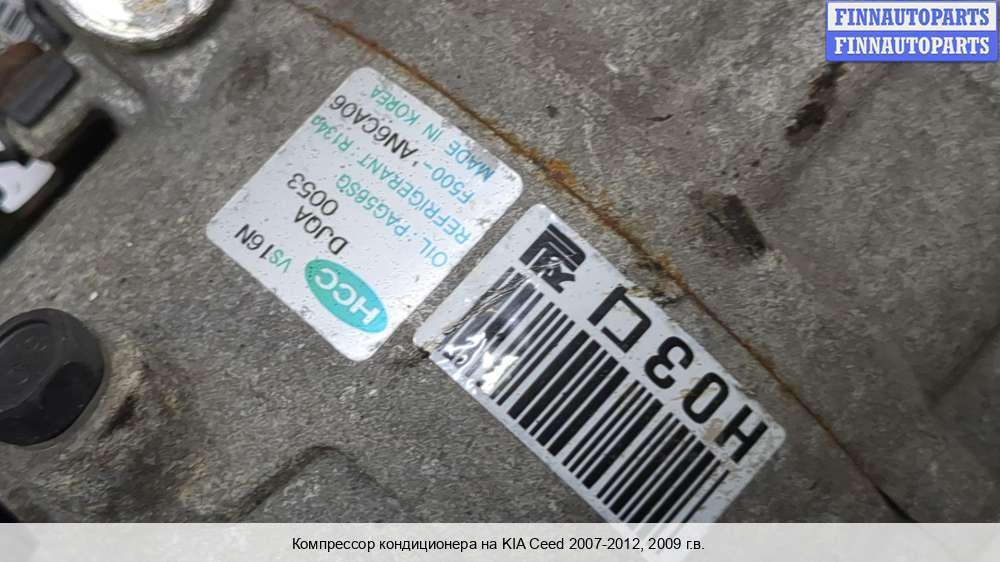 FINNAUTOPARTS
FINNAUTOPARTS
HCC
VS16N
DJQA
0053
OIL : PAG56SG
REFRIGERANT R134a
F500-AN6CA06
MADE IN KOREA
H03
Компрессор кондиционера на KIA Ceed 2007-2012, 2009 г.в.